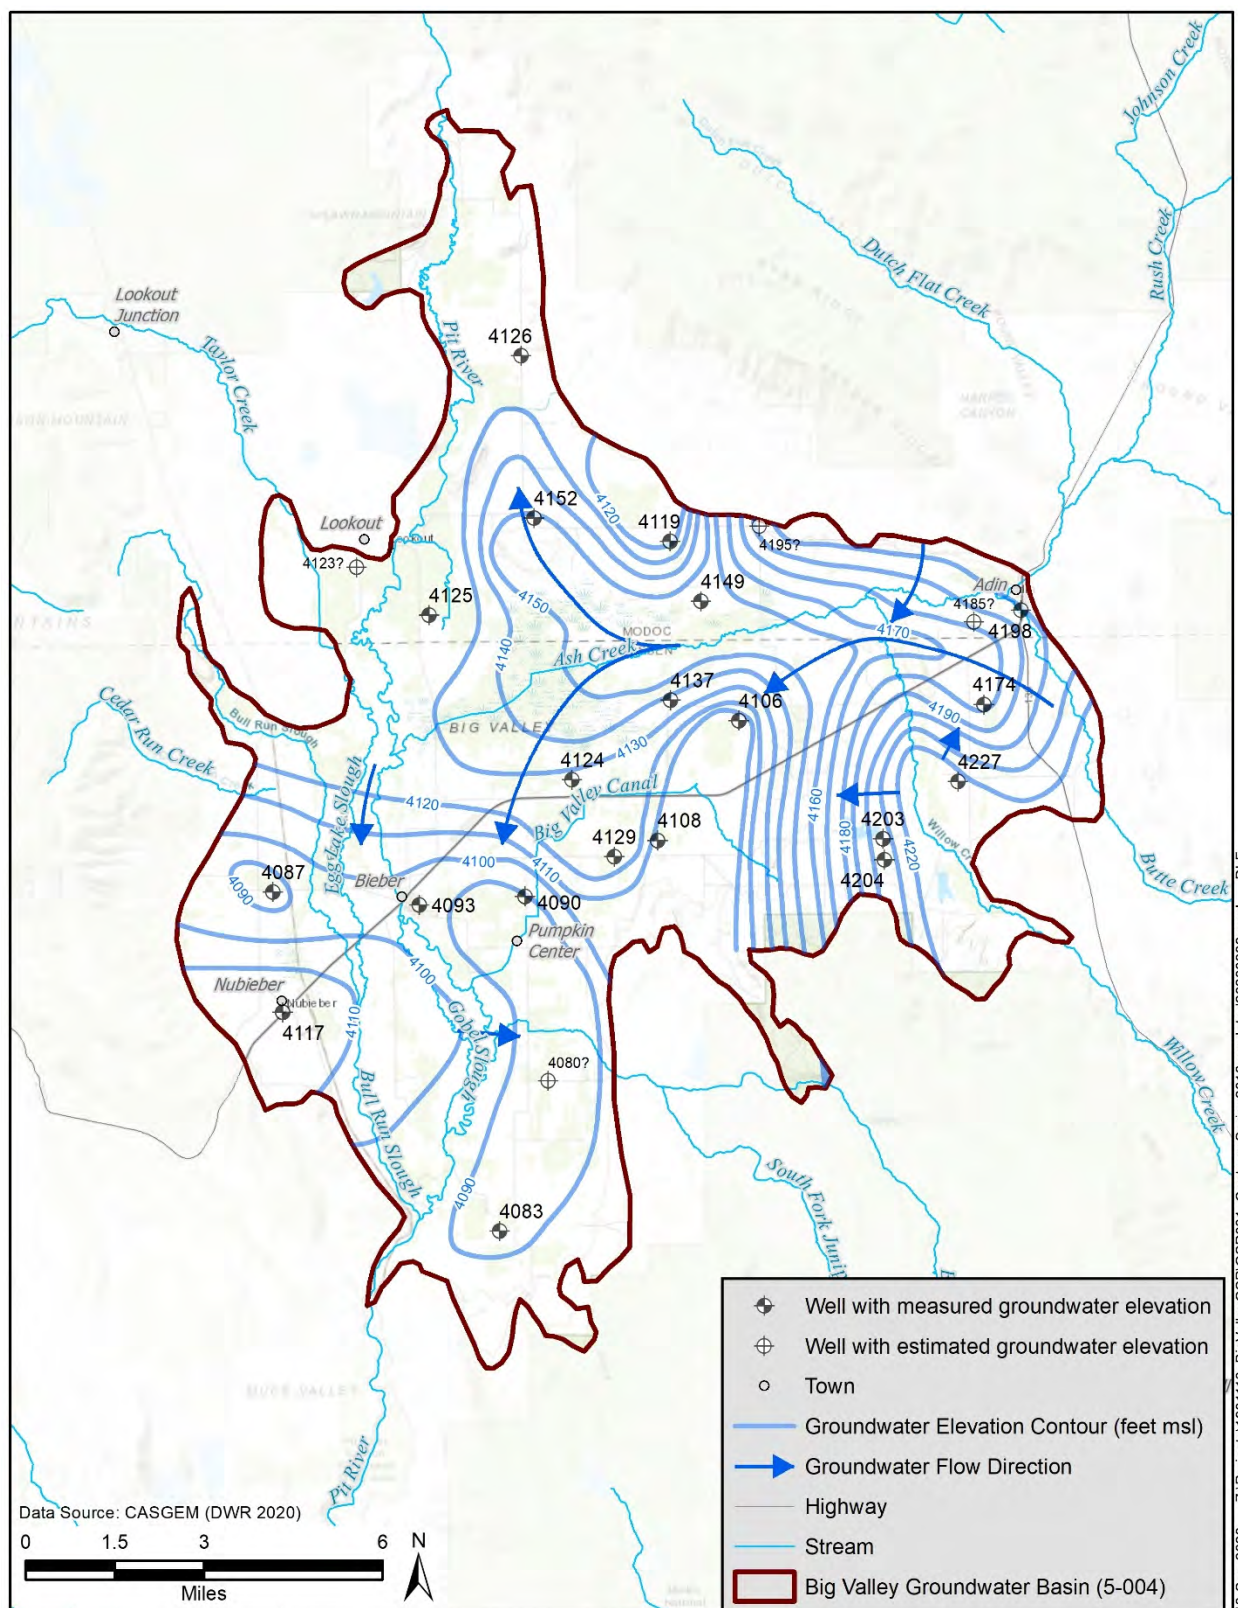 Johnson Creek
Dutch Flat Creek
Rush Creek
Lookout
Junction
Taylor Creek
Pit River
4126
4152
4120
4119
4195?
Lookout
4123?
4125
4150
4149
Adin
4185?
4198
MODOC
4170
Ash Creek
4140
4137
4106
4174
4190
Cedar Run Creek
Bull Run Slough
BIG VALLEY
4130
4124
4227
Egg Lake Slough
4120
Big Valley Canal
4160
4180
4203
4220
4129
4108
4204
4100
4110
Butte Creek
4087
4090
Bieber
4093
4090
Pumpkin
Center
Nubieber
Nubieber
4117
4110
4100
Gobel Slough
4080?
Bull Run Slough
Willow Creek
4090
4083
South Fork Junip
Pit River
Data Source: CASGEM (DWR 2020)
0 1.5 3 6
Miles
N
Well with measured groundwater elevation
Well with estimated groundwater elevation
Town
Groundwater Elevation Contour (feet msl)
Groundwater Flow Direction
Highway
Stream
Big Valley Groundwater Basin (5-004)